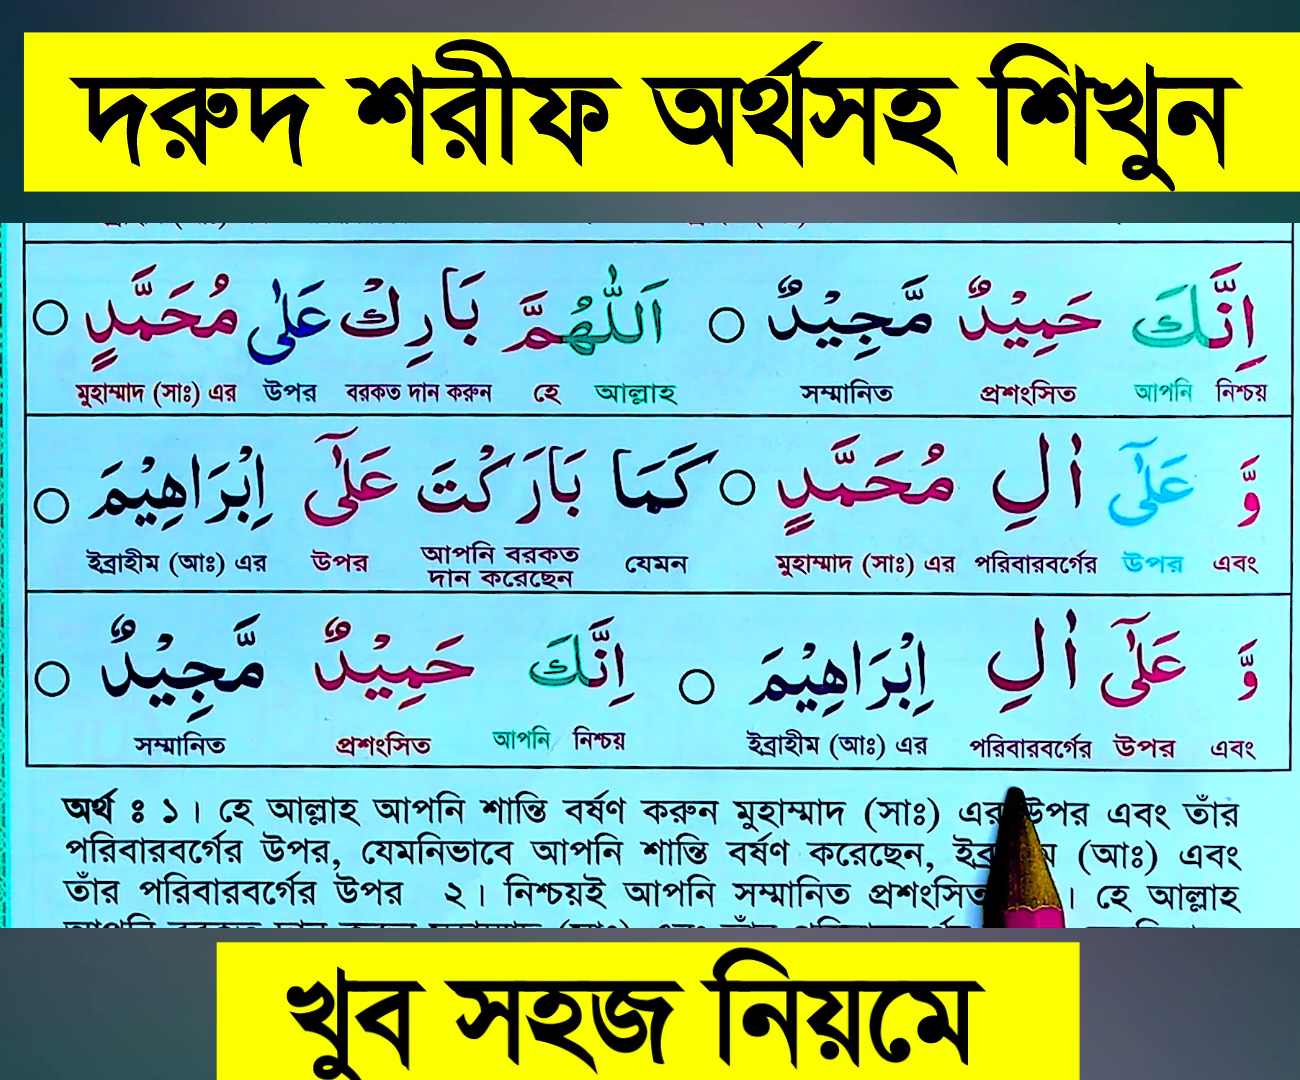 দরুদ শরীফ অর্থসহ শিখুন
اِنَّكَ حَمِيْدٌ مَّجِيْدٌ ○ اَللّٰهُمَّ بَارِكْ عَلٰى مُحَمَّدٍ ○
নিশ্চয় আপনি প্রশংসিত সম্মানিত আল্লাহ হে বরকত দান করুন উপর মুহাম্মাদ (সাঃ) এর
وَّ عَلٰٓى اٰلِ مُحَمَّدٍ ○ كَمَا بَارَكْتَ عَلٰٓى اِبْرَاهِيْمَ ○
এবং উপর পরিবারবর্গের মুহাম্মাদ (সাঃ) এর যেমন আপনি বরকত দান করেছেন উপর ইব্রাহীম (আঃ) এর
وَّ عَلٰٓى اٰلِ اِبْرَاهِيْمَ ○ اِنَّكَ حَمِيْدٌ مَّجِيْدٌ ○
এবং উপর পরিবারবর্গের ইব্রাহীম (আঃ) এর নিশ্চয় আপনি প্রশংসিত সম্মানিত
অর্থ ঃ ১। হে আল্লাহ আপনি শান্তি বর্ষণ করুন মুহাম্মাদ (সাঃ) এর উপর এবং তাঁর
পরিবারবর্গের উপর, যেমনিভাবে আপনি শান্তি বর্ষণ করেছেন, (আঃ) এবং
তাঁর পরিবারবর্গের উপর ২। নিশ্চয়ই আপনি সম্মানিত প্রশংসিত । হে আল্লাহ
খুব সহজ নিয়মে